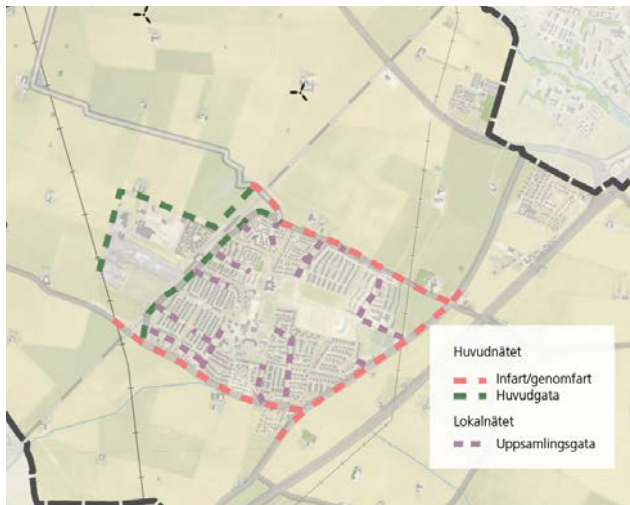 Huvudnätet
Infart/genomfart
Huvudgata
Lokalnätet
Uppsamlingsgata